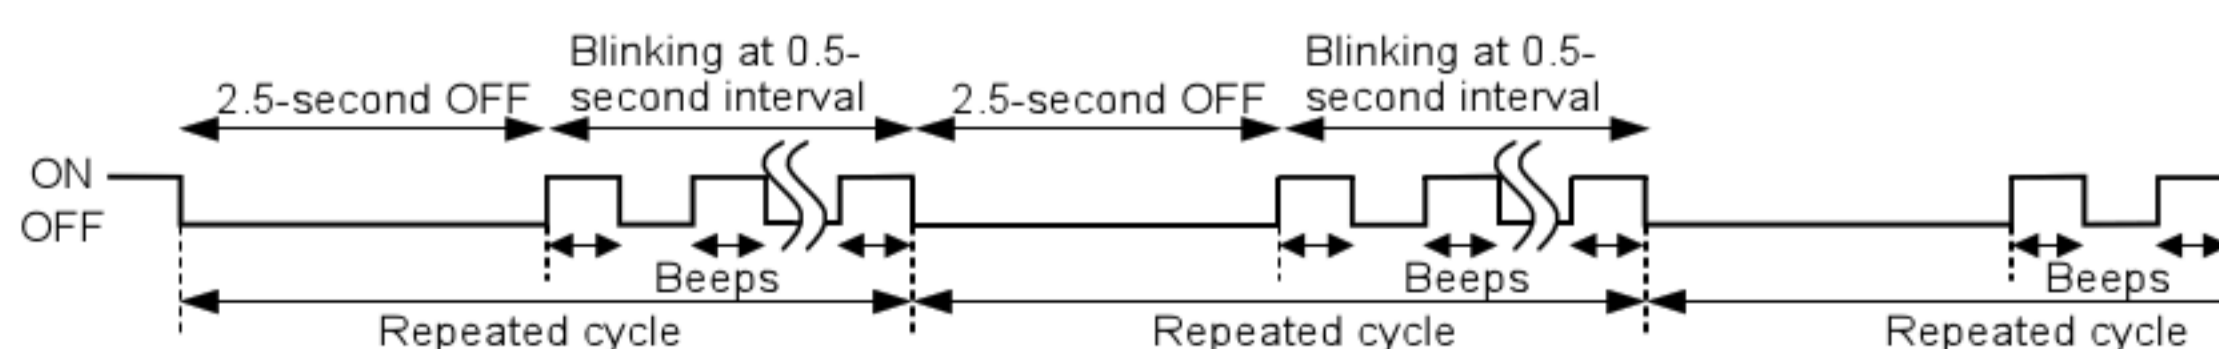 Blinking at 0.5-
second interval
2.5-second OFF
Blinking at 0.5-
second interval
2.5-second OFF
ON
OFF
Beeps
Beeps
Beeps
Repeated cycle
Repeated cycle
Repeated cycle